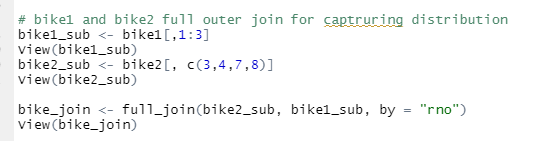 # bike1 and bike2 full outer join for captruring distribution
bike1_sub <- bike1[,1:3]
View(bike1_sub)
bike2_sub <- bike2[, c(3,4,7,8)]
View(bike2_sub)
bike_join <- full_join(bike2_sub, bike1_sub, by = "rno")
View(bike_join)